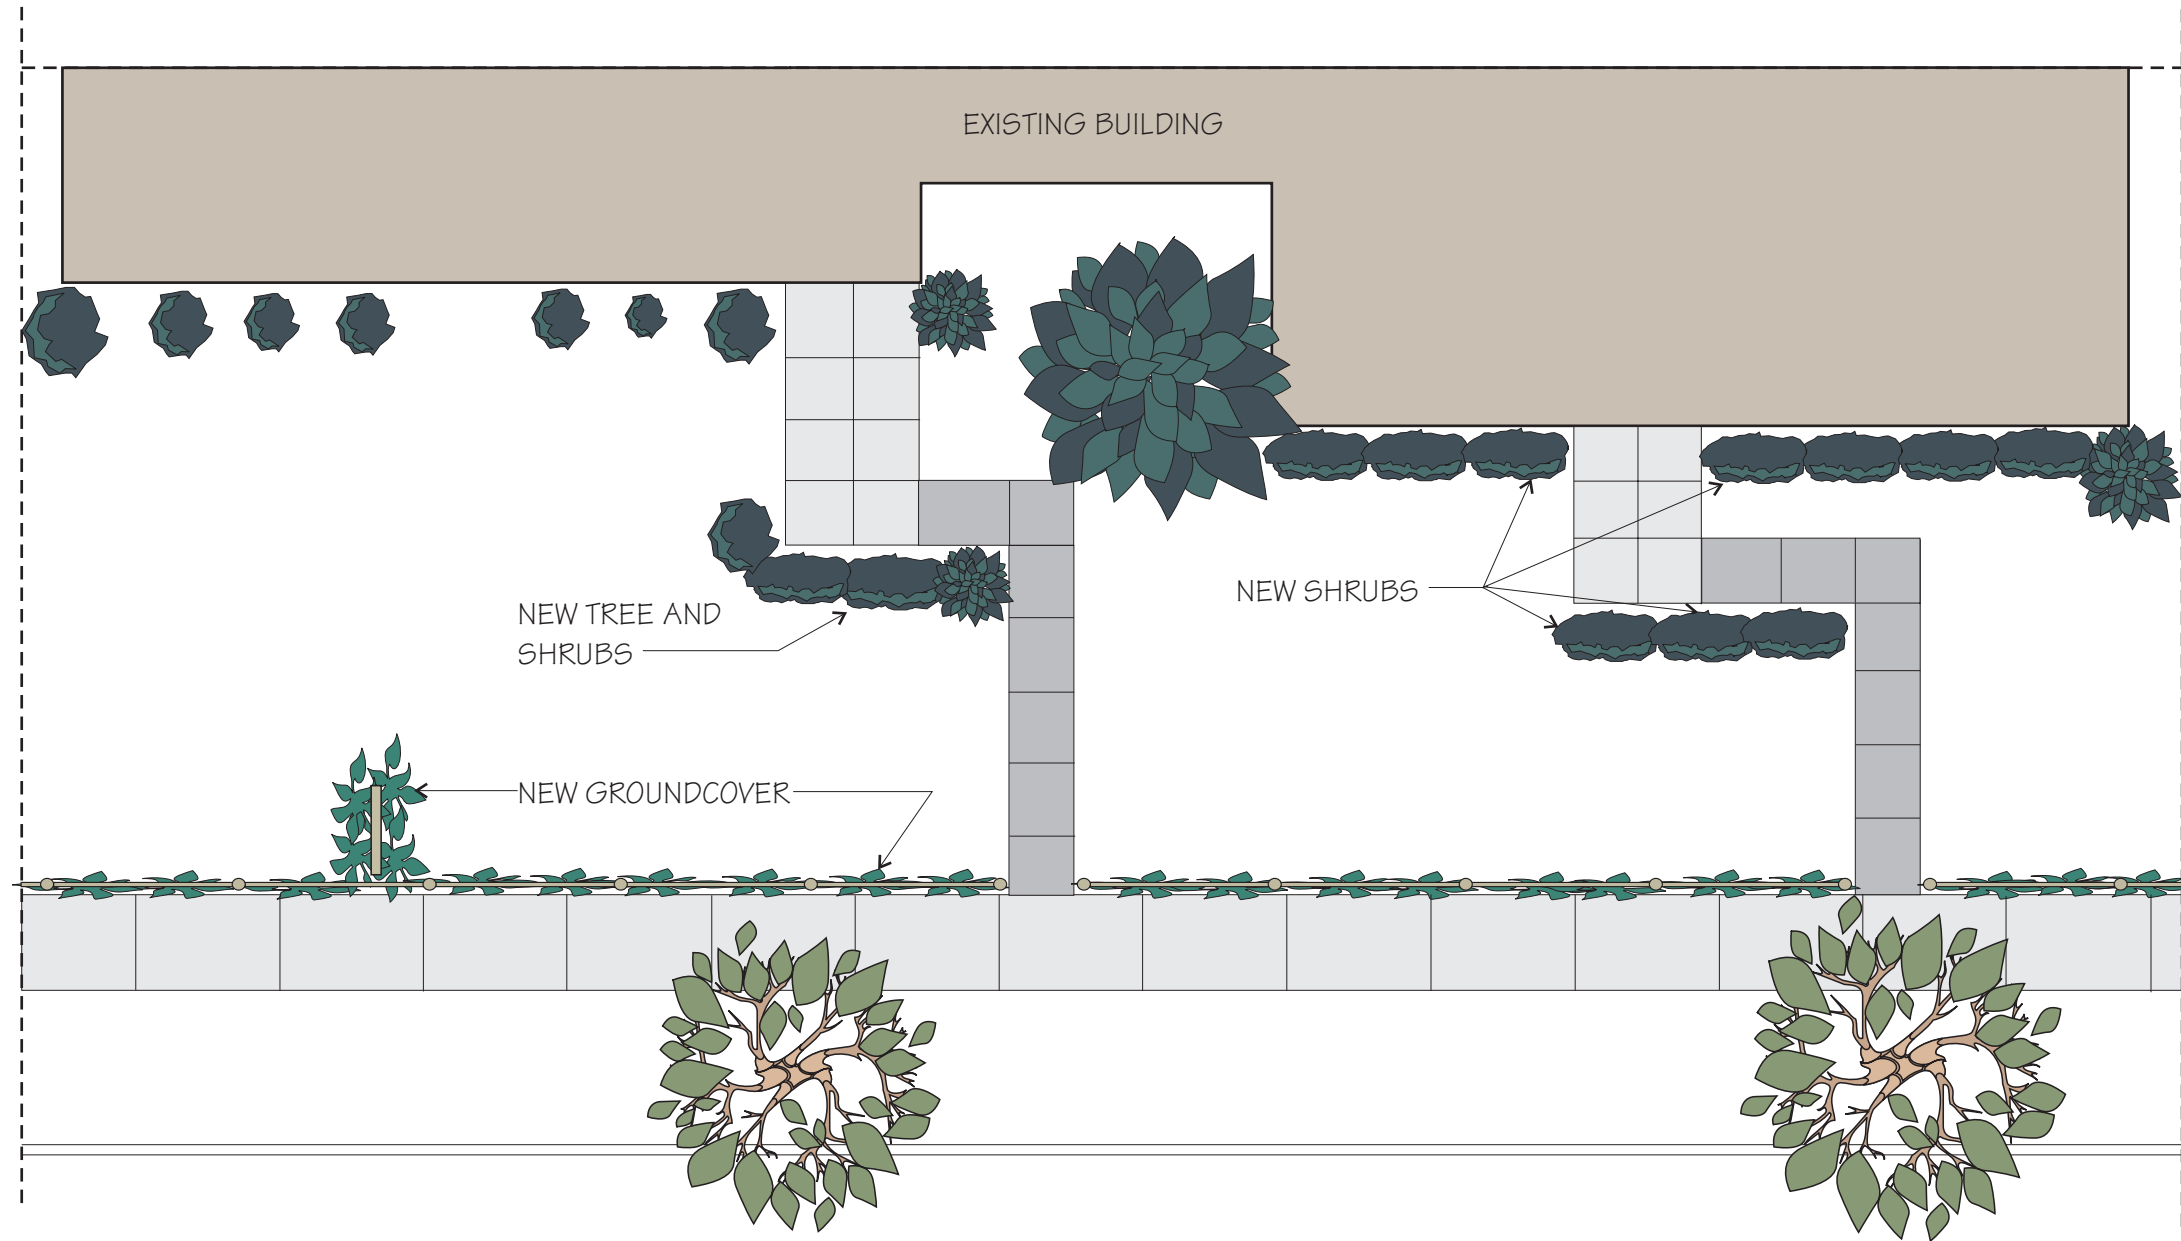 EXISTING BUILDING
NEW TREE AND
SHRUBS
NEW SHRUBS
NEW GROUNDCOVER